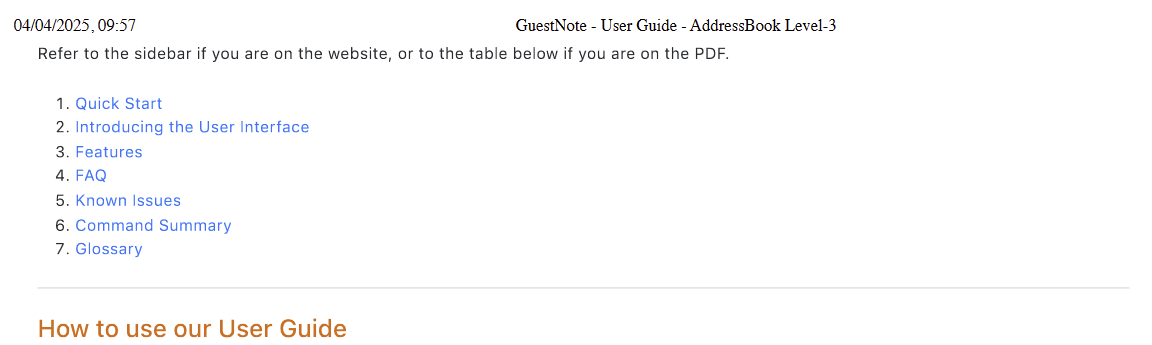 04/04/2025, 09:57 GuestNote - User Guide - AddressBook Level-3
Refer to the sidebar if you are on the website, or to the table below if you are on the PDF.
1. Quick Start
2. Introducing the User Interface
3. Features
4. FAQ
5. Known Issues
6. Command Summary
7. Glossary
How to use our User Guide